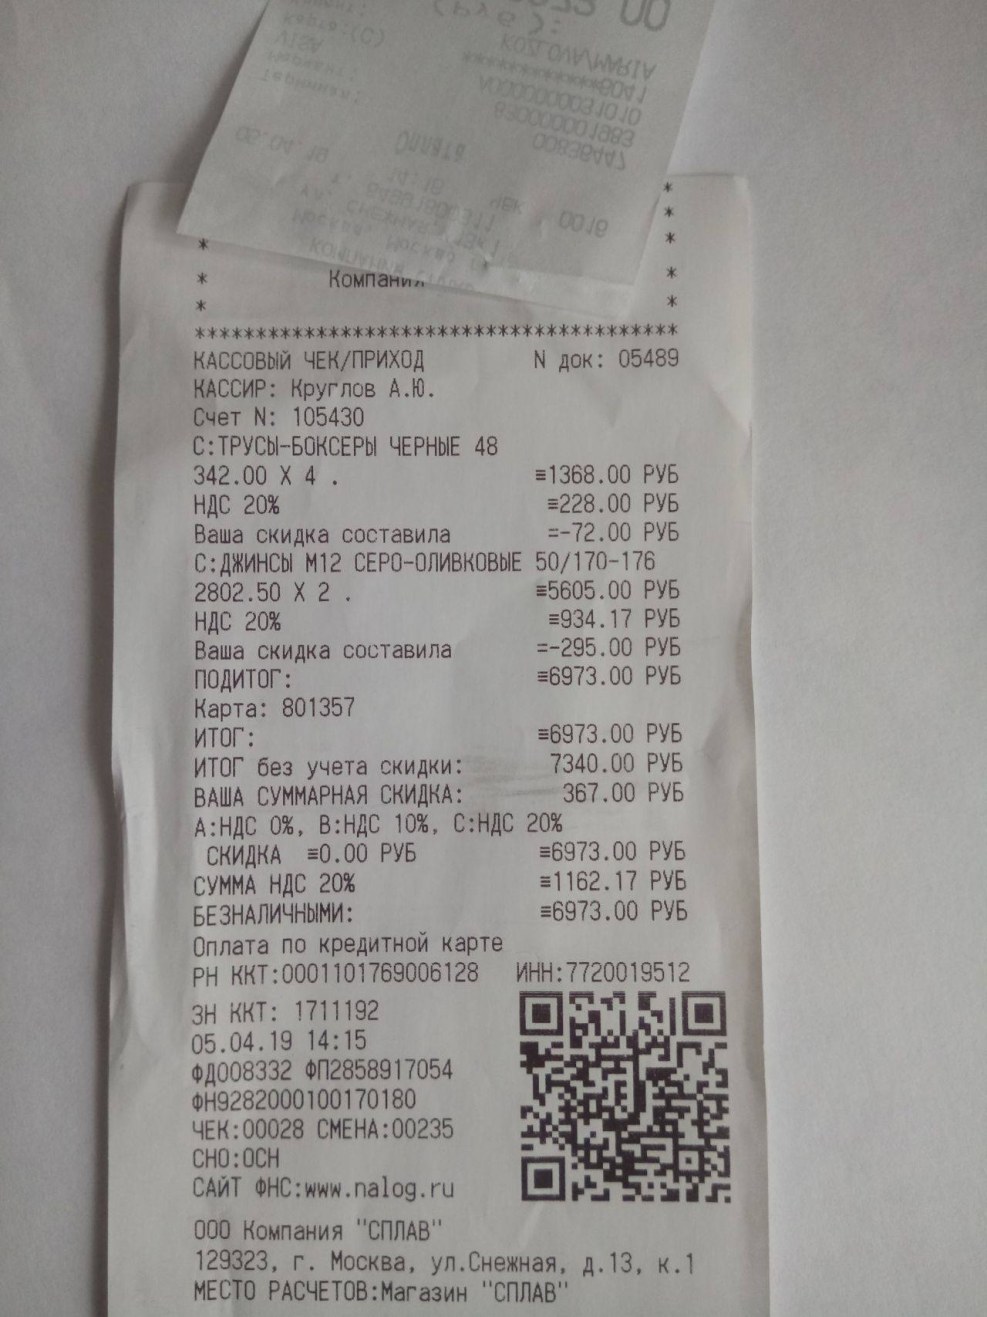 Компания
***************************************
КАССОВЫЙ ЧЕК/ПРИХОД N док: 05489
КАССИР: Круглов А.Ю.
Счет N: 105430
С:ТРУСЫ-БОКСЕРЫ ЧЕРНЫЕ 48
342.00 X 4 . ≡1368.00 РУБ
НДС 20% ≡228.00 РУБ
Ваша скидка составила =-72.00 РУБ
С:ДЖИНСЫ М12 СЕРО-ОЛИВКОВЫЕ 50/170-176
2802.50 X 2 . ≡5605.00 РУБ
НДС 20% ≡934.17 РУБ
Ваша скидка составила =-295.00 РУБ
ПОДИТОГ: ≡6973.00 РУБ
Карта: 801357
ИТОГ: ≡6973.00 РУБ
ИТОГ без учета скидки: 7340.00 РУБ
ВАША СУММАРНАЯ СКИДКА: 367.00 РУБ
А:НДС 0%, В:НДС 10%, С:НДС 20%
СКИДКА ≡0.00 РУБ ≡6973.00 РУБ
СУММА НДС 20% ≡1162.17 РУБ
БЕЗНАЛИЧНЫМИ: ≡6973.00 РУБ
Оплата по кредитной карте
РН ККТ:0001101769006128 ИНН:7720019512
ЗН ККТ: 1711192
05.04.19 14:15
ФД008332 ФП2858917054
ФН9282000100170180
ЧЕК:00028 СМЕНА:00235
СНО:ОСН
САЙТ ФНС:www.nalog.ru
ООО Компания "СПЛАВ"
129323, г. Москва, ул.Снежная, д.13, к.1
МЕСТО РАСЧЕТОВ:Магазин "СПЛАВ"